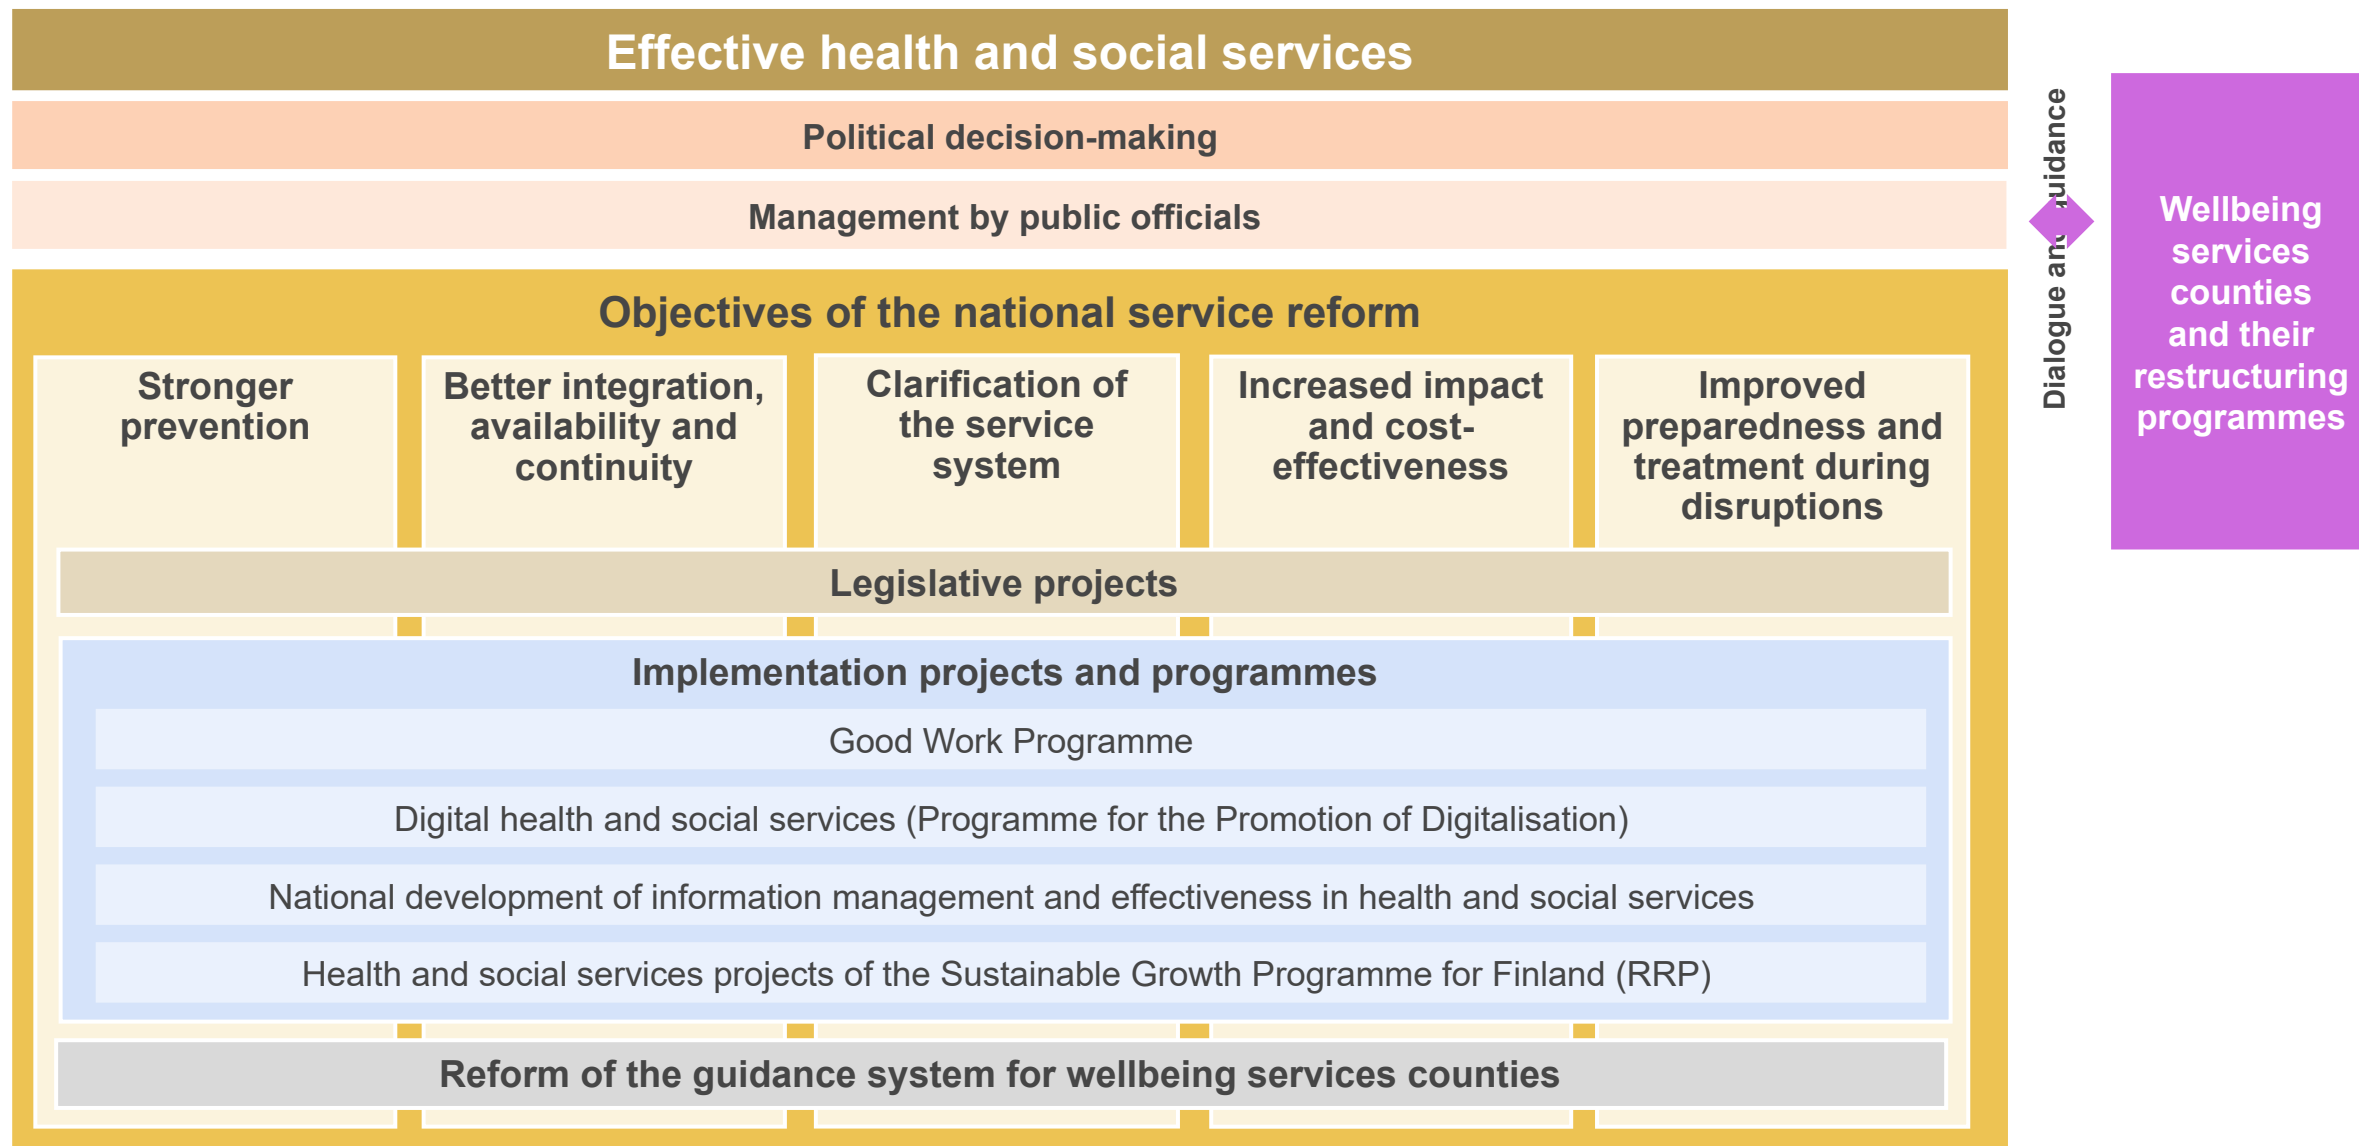 Effective health and social services
Political decision-making
Management by public officials
Objectives of the national service reform
Stronger
prevention
Better integration,
availability and
continuity
Clarification of
the service
system
Increased impact
and cost-
effectiveness
Improved
preparedness and
treatment during
disruptions
Legislative projects
Implementation projects and programmes
Good Work Programme
Digital health and social services (Programme for the Promotion of Digitalisation)
National development of information management and effectiveness in health and social services
Health and social services projects of the Sustainable Growth Programme for Finland (RRP)
Reform of the guidance system for wellbeing services counties
Dialogue and guidance
Wellbeing
services
counties
and their
restructuring
programmes